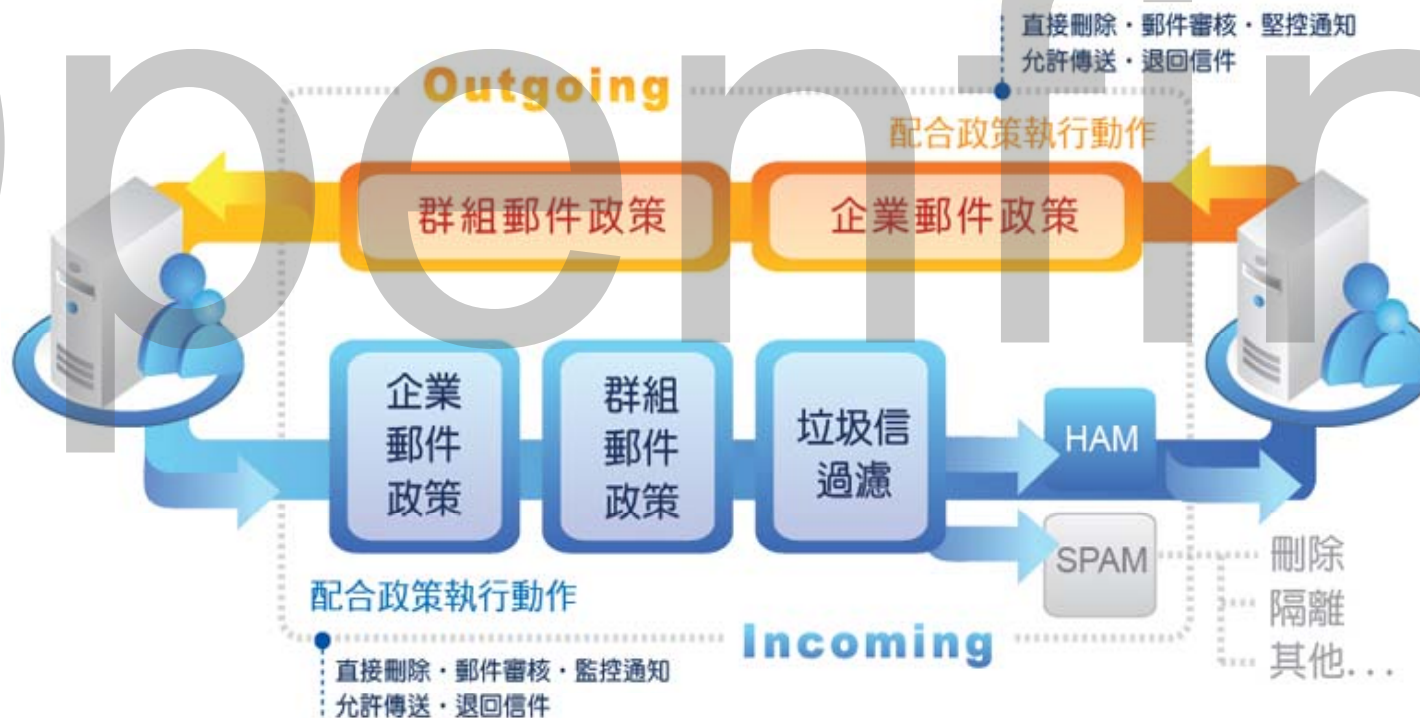 直接刪除・郵件審核・堅控通知
允許傳送・退回信件
Outgoing
配合政策執行動作
群組郵件政策
企業郵件政策
企業
郵件
政策
群組
郵件
政策
垃圾信
過濾
HAM
SPAM
刪除
隔離
其他...
配合政策執行動作
Incoming
直接刪除・郵件審核・監控通知
允許傳送・退回信件
openfin